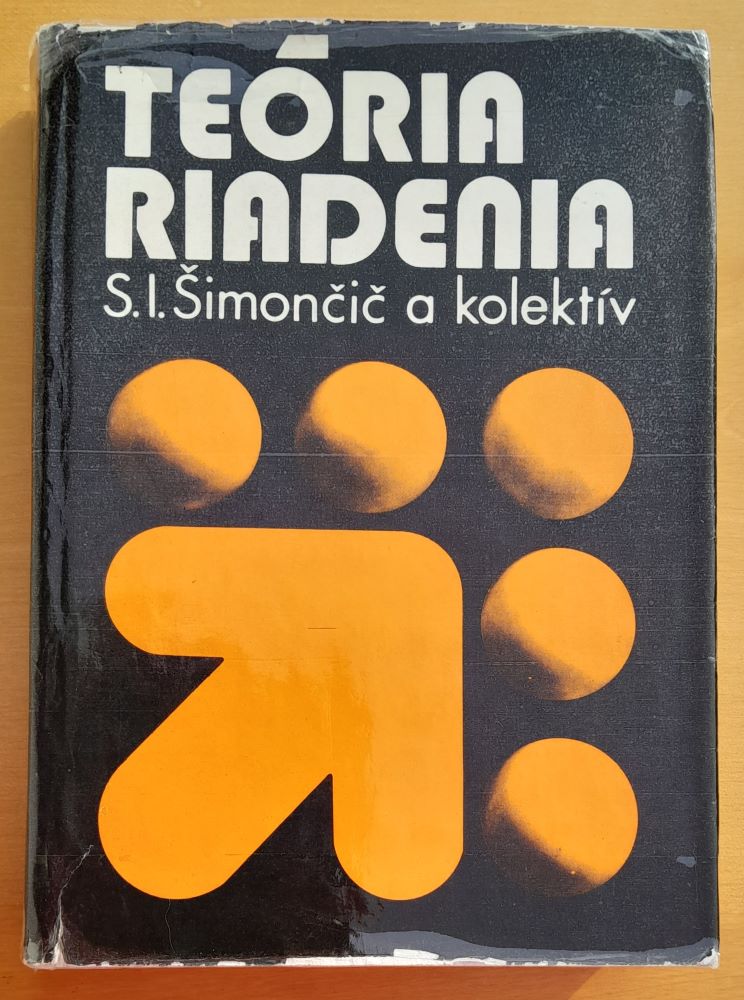 TEÓRIA
RIADENIA
S. I. Šimončič a kolektív